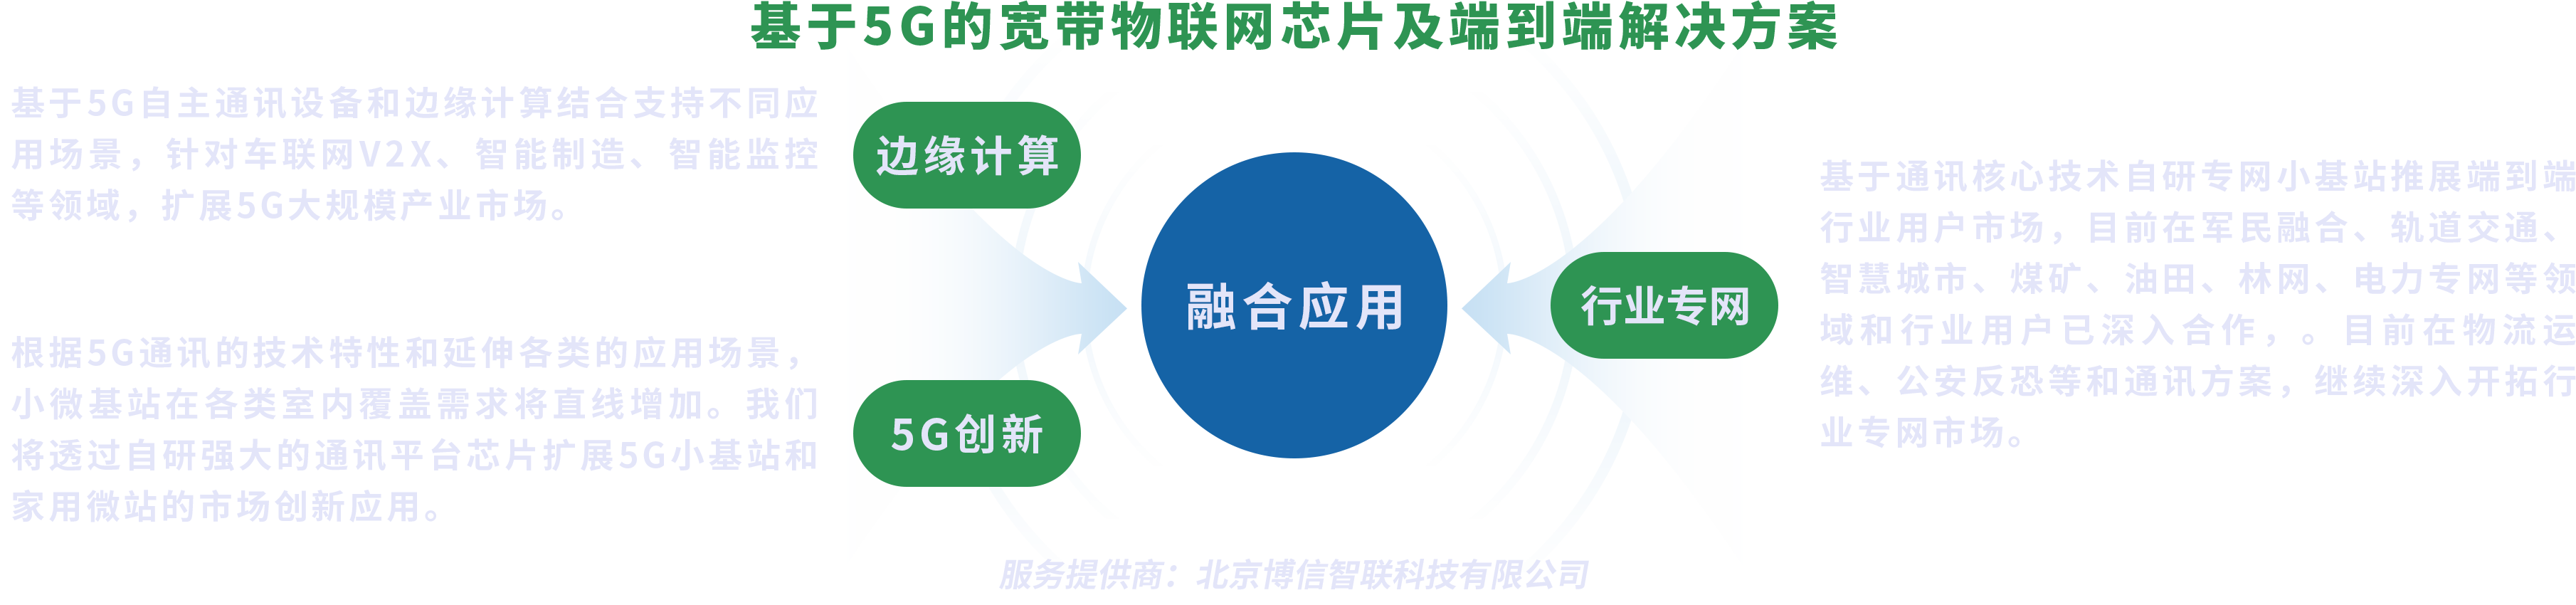 基于5G的宽带物联网芯片及端到端解决方案
基于5G自主通讯设备和边缘计算结合支持不同应
用场景，针对车联网V2X、智能制造、智能监控
等领域，扩展5G大规模产业市场。
边缘计算
根据5G通讯的技术特性和延伸各类的应用场景，
小微基站在各类室内覆盖需求将直线增加。我们
将透过自研强大的通讯平台芯片扩展5G小基站和
家用微站的市场创新应用。
5G创新
融合应用
行业专网
基于通讯核心技术自研专网小基站推展端到端
行业用户市场，目前在军民融合、轨道交通、
智慧城市、煤矿、油田、林网、电力专网等领
域和行业用户已深入合作，。目前在物流运
维、公安反恐等和通讯方案，继续深入开拓行
业专网市场。
服务提供商：北京博信智联科技有限公司